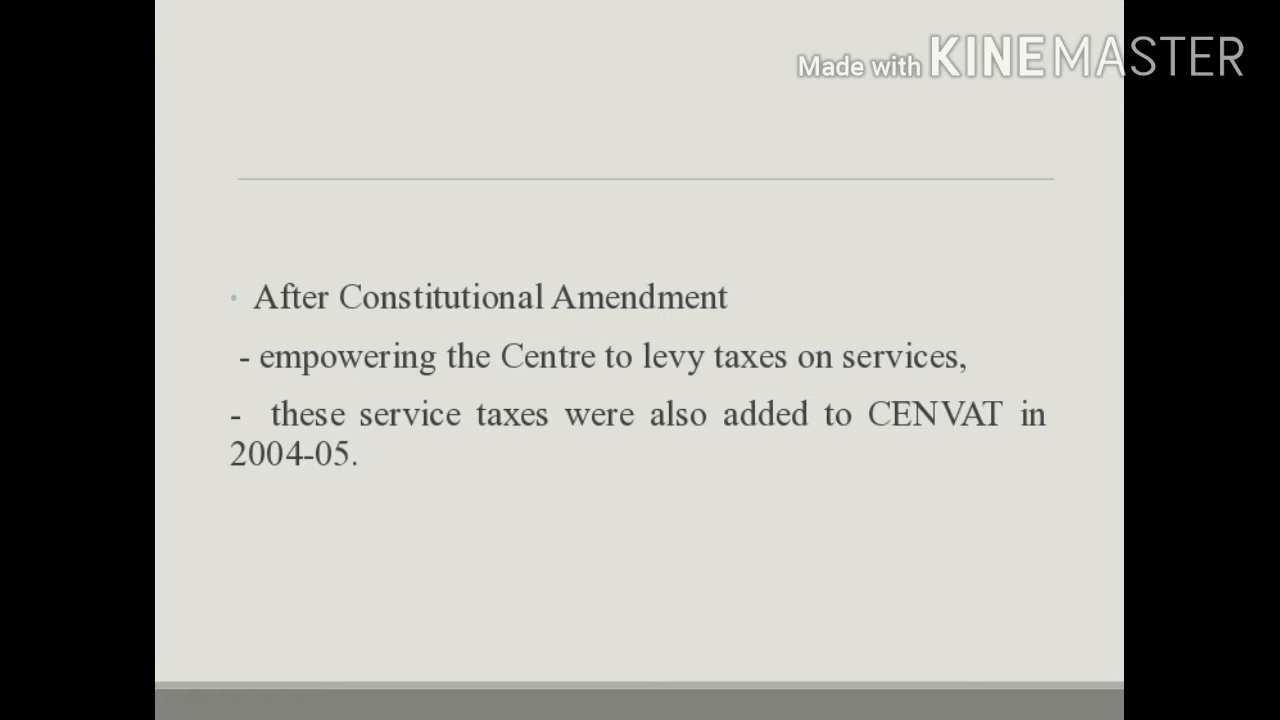 Made with KINEMASTER
• After Constitutional Amendment
- empowering the Centre to levy taxes on services,
- these service taxes were also added to CENVAT in
2004-05.